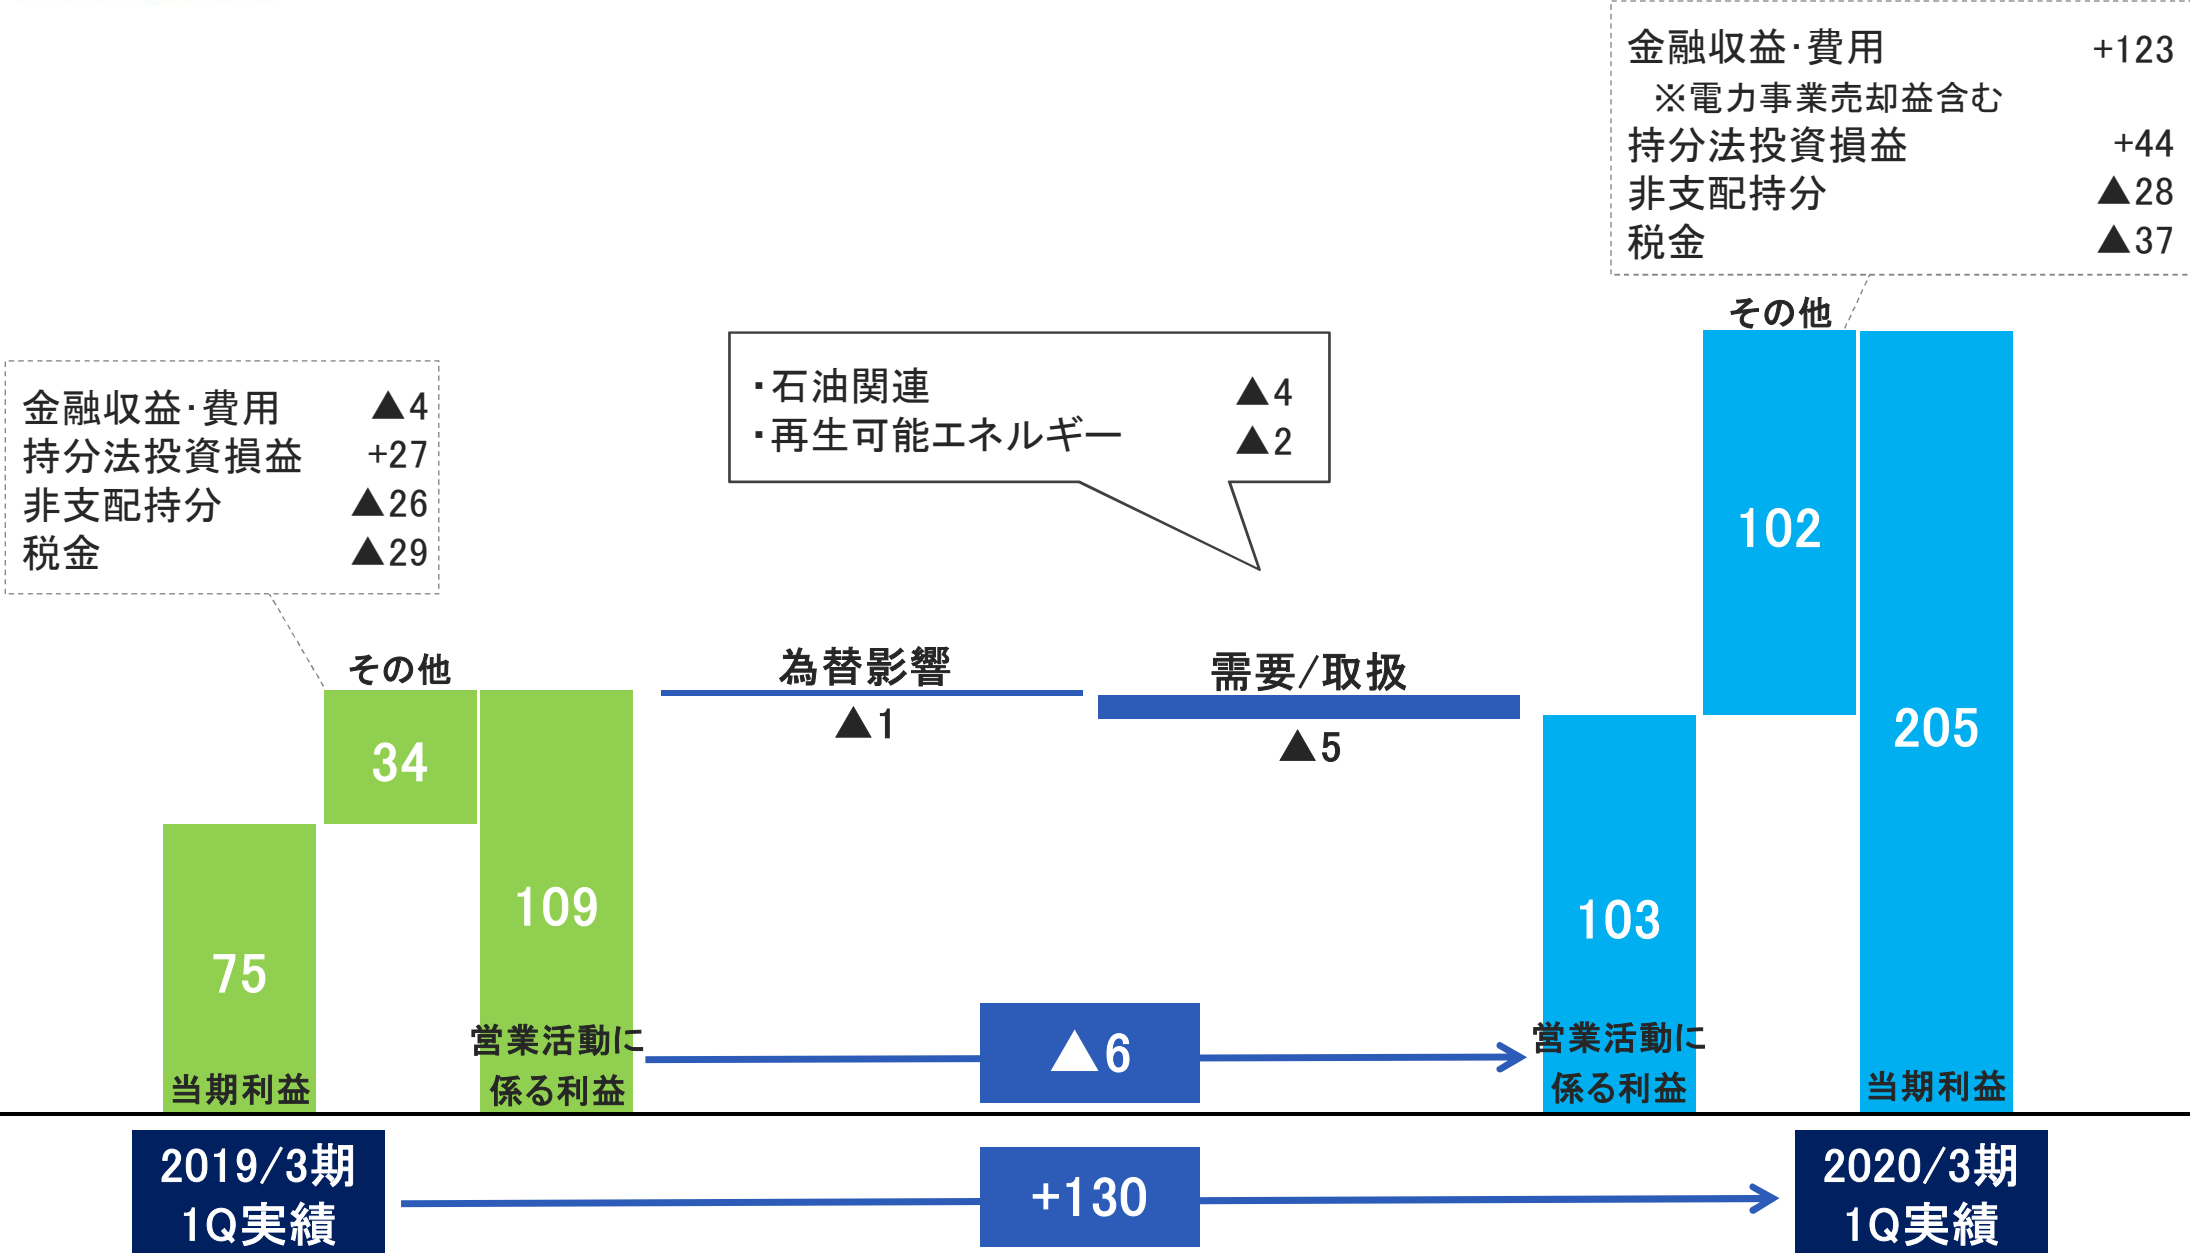 金融収益・費用 +123
※電力事業売却益含む
持分法投資損益 +44
非支配持分 ▲28
税金 ▲37
その他
102
205
金融収益・費用 ▲4
持分法投資損益 +27
非支配持分 ▲26
税金 ▲29
・石油関連 ▲4
・再生可能エネルギー ▲2
その他
34
109
75
為替影響
▲1
需要/取扱
▲5
103
当期利益
営業活動に
係る利益
▲6
営業活動に
係る利益
当期利益
2019/3期
1Q実績
+130
2020/3期
1Q実績